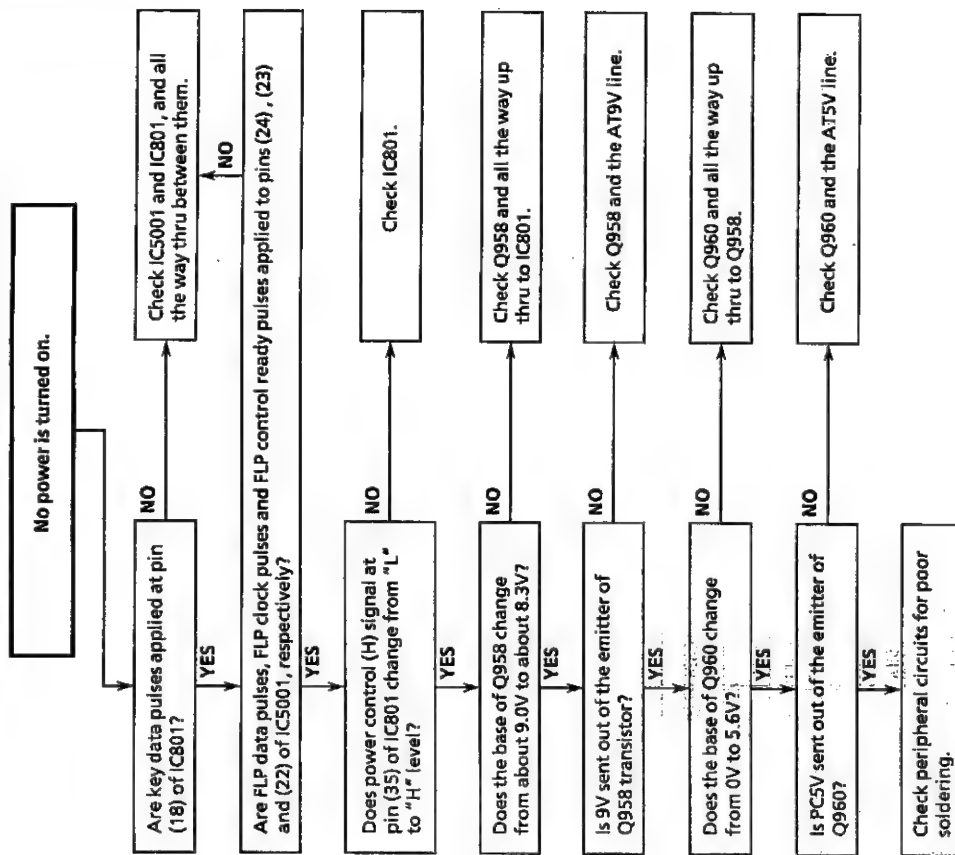 No power is turned on.
Are key data pulses applied at pin
(18) of IC801?
NO
Check IC5001 and IC801, and all
the way thru between them.
YES
NO
Are FLP data pulses, FLP clock pulses and FLP control ready pulses applied to pins (24) , (23)
and (22) of IC5001, respectively?
YES
Does power control (H) signal at
pin (35) of IC801 change from "L"
to "H" level?
NO
Check IC801.
YES
Does the base of Q958 change
from about 9.0V to about 8.3V?
NO
Check Q958 and all the way up
thru to IC801.
YES
Is 9V sent out of the emitter of
Q958 transistor?
NO
Check Q958 and the AT9V line.
YES
Does the base of Q960 change
from 0V to 5.6V?
NO
Check Q960 and all the way up
thru to Q958.
YES
Is PC5V sent out of the emitter of
Q960?
NO
Check Q960 and the AT5V line.
YES
Check peripheral circuits for poor
soldering.